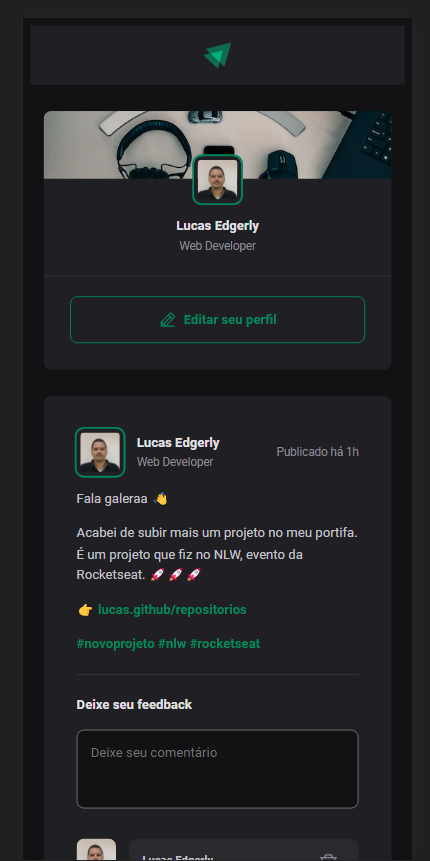 Lucas Edgerly
Web Developer
Editar seu perfil
Lucas Edgerly
Web Developer
Publicado há 1h
Fala galeraa 👋
Acabei de subir mais um projeto no meu portifa.
É um projeto que fiz no NLW, evento da
Rocketseat. 🚀 🚀 🚀
👉 lucas.github/repositorios
#novoprojeto #nlw #rocketseat
Deixe seu feedback
Deixe seu comentário
Lucas Edgerly